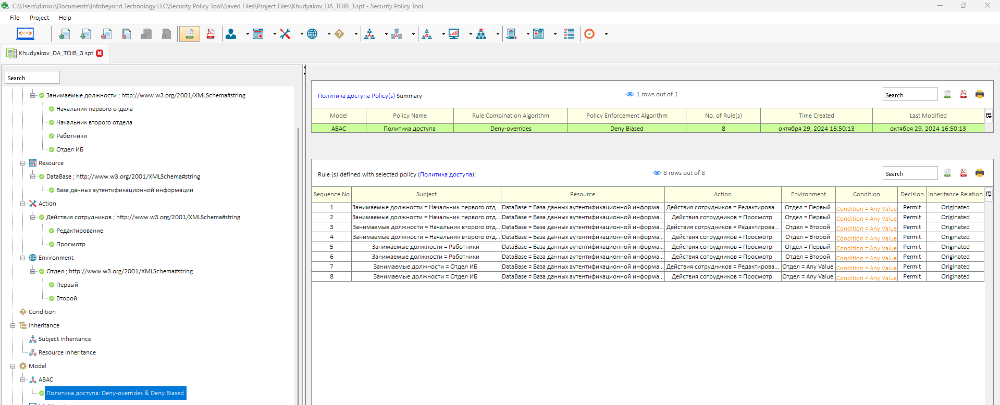 C:\Users\dimxu\Documents\Infobeyond Technology LLC\Security Policy Tool\Saved Files\Project Files\Khudyakov_DA_TOIB_3.spt - Security Policy Tool
File Project Help
Khudyakov_DA_TOIB_3.spt
Search
Занимаемые должности ; http://www.w3.org/2001/XMLSchema#string
Начальник первого отдела
Начальник второго отдела
Работники
Отдел ИБ
Resource
DataBase ; http://www.w3.org/2001/XMLSchema#string
База данных аутентификационной информации
Action
Действия сотрудников ; http://www.w3.org/2001/XMLSchema#string
Редактирование
Просмотр
Environment
Отдел ; http://www.w3.org/2001/XMLSchema#string
Первый
Второй
Condition
Inheritance
Subject Inheritance
Resource Inheritance
Model
ABAC
Политика доступа: Deny-overrides & Deny Biased
Политика доступа Policy(s) Summary
1 rows out of 1
Search
Model Policy Name Rule Combination Algorithm Policy Enforcement Algorithm No. of Rule(s) Time Created Last Modified
ABAC Политика доступа Deny-overrides Deny Biased 8 октября 29, 2024 16:50:13 октября 29, 2024 16:50:13
Rule (s) defined with selected policy (Политика доступа):
8 rows out of 8
Search
Sequence No Subject Resource Action Environment Condition Decision Inheritance Relation
1 Занимаемые должности = Начальник первого отд... DataBase = База данных аутентификационной информа... Действия сотрудников = Редактирова... Отдел = Первый Condition = Any Value Permit Originated
2 Занимаемые должности = Начальник первого отд... DataBase = База данных аутентификационной информа... Действия сотрудников = Просмотр Отдел = Первый Condition = Any Value Permit Originated
3 Занимаемые должности = Начальник второго отд... DataBase = База данных аутентификационной информа... Действия сотрудников = Редактирова... Отдел = Второй Condition = Any Value Permit Originated
4 Занимаемые должности = Начальник второго отд... DataBase = База данных аутентификационной информа... Действия сотрудников = Просмотр Отдел = Второй Condition = Any Value Permit Originated
5 Занимаемые должности = Работники DataBase = База данных аутентификационной информа... Действия сотрудников = Просмотр Отдел = Первый Condition = Any Value Permit Originated
6 Занимаемые должности = Работники DataBase = База данных аутентификационной информа... Действия сотрудников = Просмотр Отдел = Второй Condition = Any Value Permit Originated
7 Занимаемые должности = Отдел ИБ DataBase = База данных аутентификационной информа... Действия сотрудников = Редактирова... Отдел = Any Value Condition = Any Value Permit Originated
8 Занимаемые должности = Отдел ИБ DataBase = База данных аутентификационной информа... Действия сотрудников = Просмотр Отдел = Any Value Condition = Any Value Permit Originated